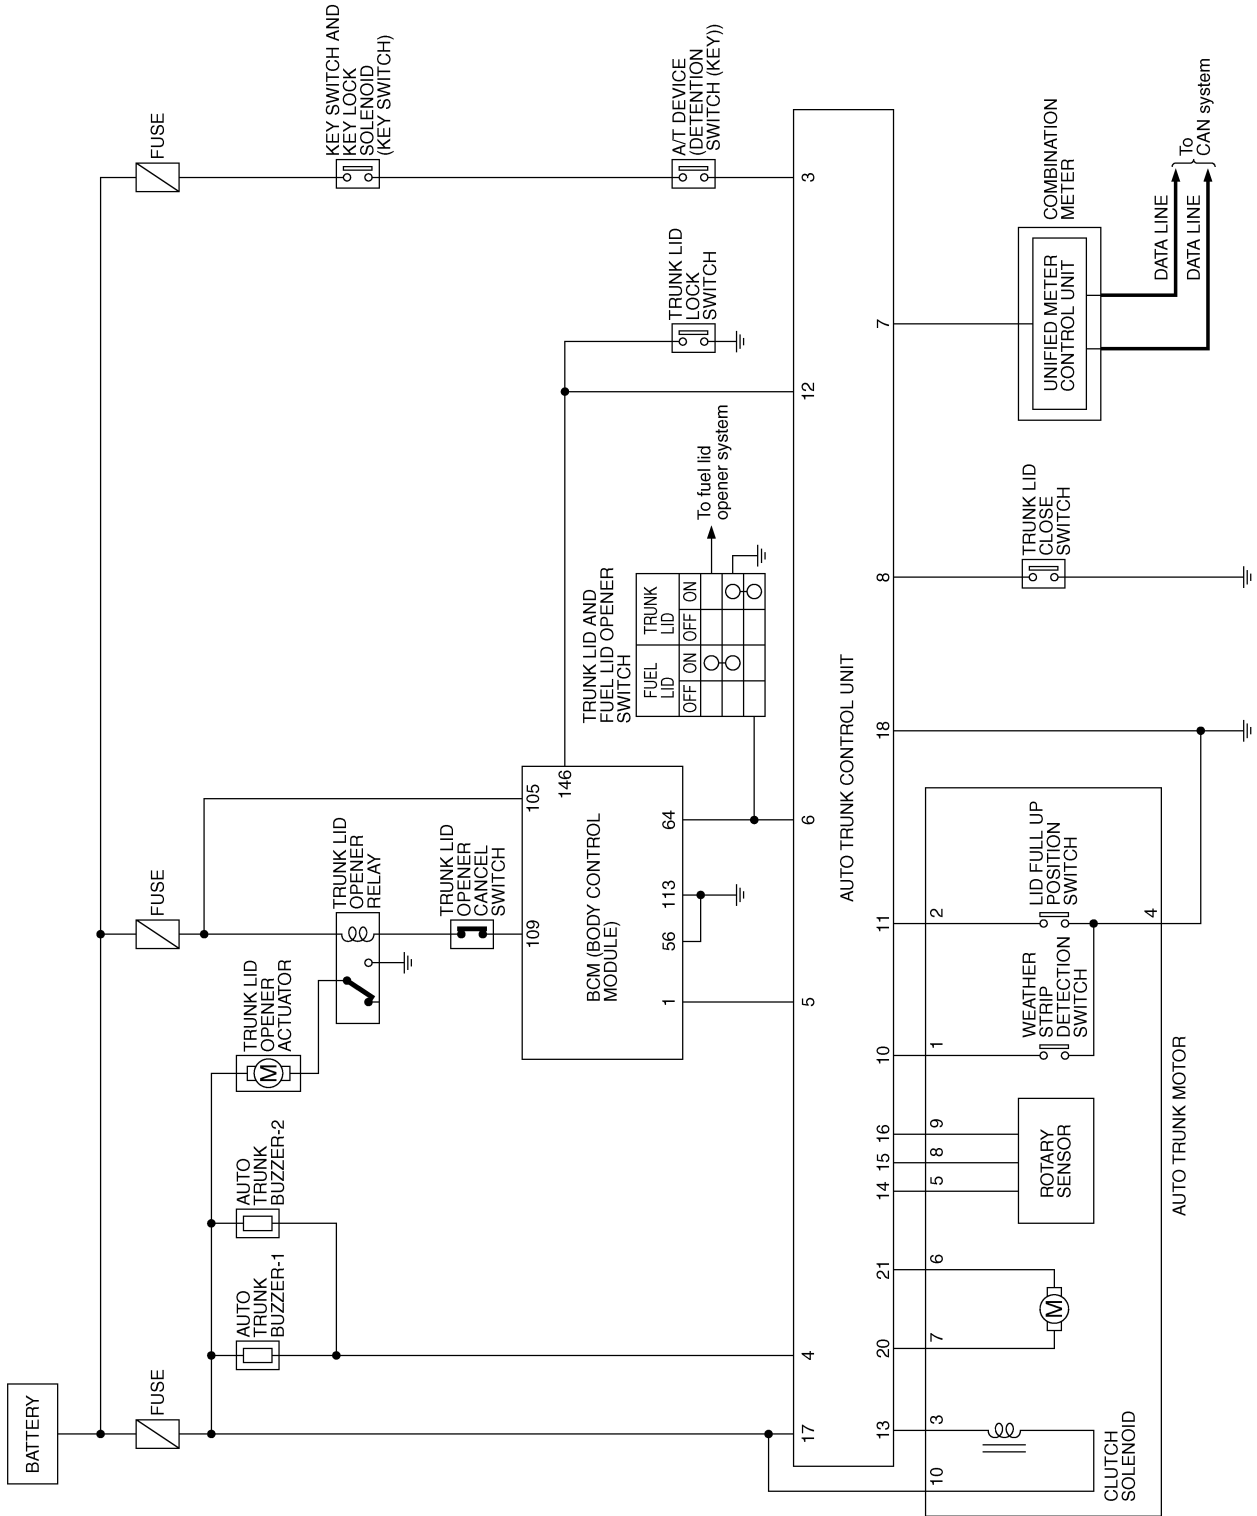 BATTERY
FUSE
FUSE
FUSE
KEY SWITCH AND
KEY LOCK
SOLENOID
(KEY SWITCH)
A/T DEVICE
(DETENTION
SWITCH (KEY))
TRUNK LID
LOCK
SWITCH
AUTO
TRUNK
BUZZER-1
AUTO
TRUNK
BUZZER-2
TRUNK LID
OPENER
ACTUATOR
M
TRUNK LID
OPENER
RELAY
TRUNK LID
OPENER
CANCEL
SWITCH
109
105
146
BCM (BODY CONTROL
MODULE)
1
56
113
64
TRUNK LID AND
FUEL LID OPENER
SWITCH
FUEL
LID
TRUNK
LID
OFF
ON
OFF
ON
To fuel lid
opener system
17
4
5
6
12
3
AUTO TRUNK CONTROL UNIT
13
20
21
14
15
16
10
11
18
8
7
10
3
7
6
5
8
9
1
2
CLUTCH
SOLENOID
M
ROTARY
SENSOR
WEATHER
STRIP
DETECTION
SWITCH
LID FULL UP
POSITION
SWITCH
4
AUTO TRUNK MOTOR
TRUNK LID
CLOSE
SWITCH
UNIFIED METER
CONTROL UNIT
COMBINATION
METER
DATA LINE
DATA LINE
To
CAN system